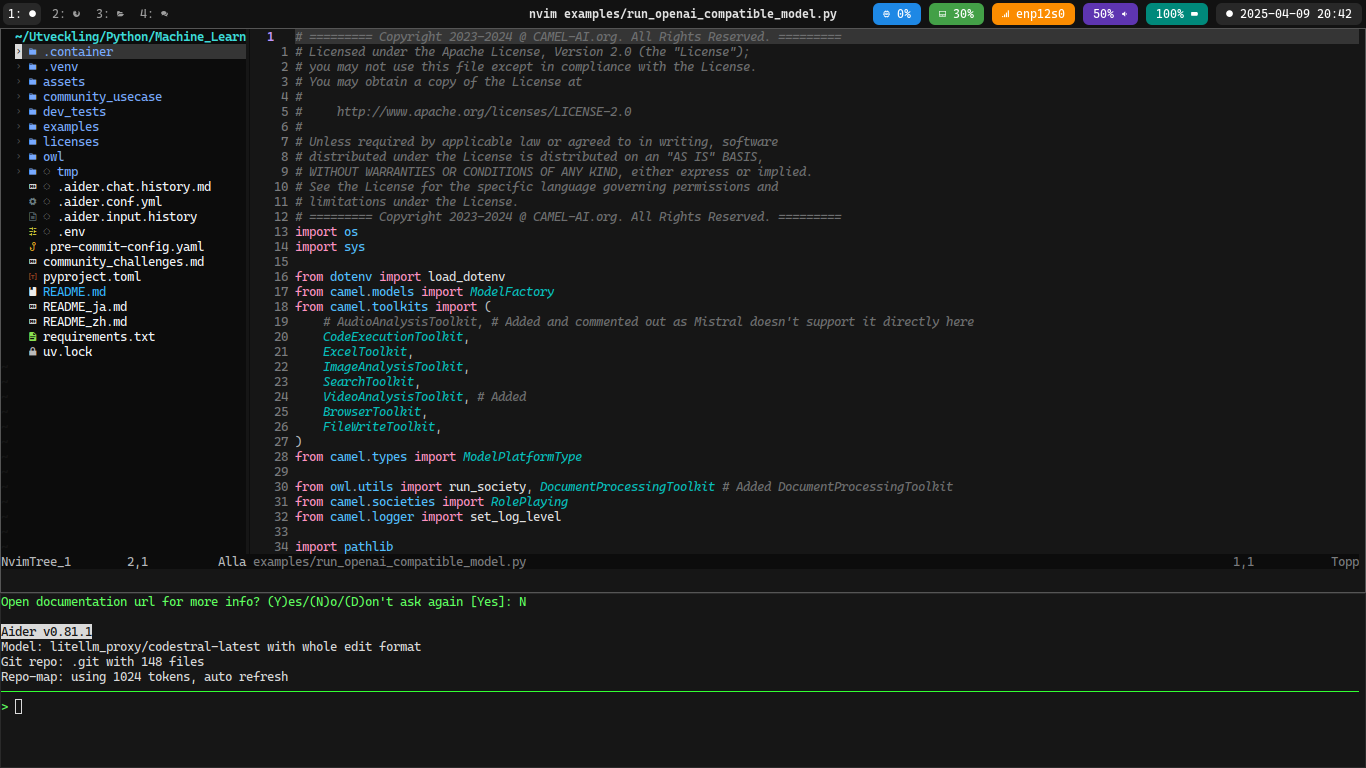 1: 2: 3: 4: nvim examples/run_openai_compatible_model.py 0% 30% enp12s0 50% 100% 2025-04-09 20:42
~/Utveckling/Python/Machine_Learn
.container
.venv
assets
community_usecase
dev_tests
examples
licenses
owl
tmp
.aider.chat.history.md
.aider.conf.yml
.aider.input.history
.env
.pre-commit-config.yaml
community_challenges.md
pyproject.toml
README.md
README_ja.md
README_zh.md
requirements.txt
uv.lock
1 # ========= Copyright 2023-2024 @ CAMEL-AI.org. All Rights Reserved. =========
1 # Licensed under the Apache License, Version 2.0 (the "License");
2 # you may not use this file except in compliance with the License.
3 # You may obtain a copy of the License at
4 #
5 #     http://www.apache.org/licenses/LICENSE-2.0
6 #
7 # Unless required by applicable law or agreed to in writing, software
8 # distributed under the License is distributed on an "AS IS" BASIS,
9 # WITHOUT WARRANTIES OR CONDITIONS OF ANY KIND, either express or implied.
10 # See the License for the specific language governing permissions and
11 # limitations under the License.
12 # ========= Copyright 2023-2024 @ CAMEL-AI.org. All Rights Reserved. =========
13 import os
14 import sys
15
16 from dotenv import load_dotenv
17 from camel.models import ModelFactory
18 from camel.toolkits import (
19     # AudioAnalysisToolkit, # Added and commented out as Mistral doesn't support it directly here
20     CodeExecutionToolkit,
21     ExcelToolkit,
22     ImageAnalysisToolkit,
23     SearchToolkit,
24     VideoAnalysisToolkit, # Added
25     BrowserToolkit,
26     FileWriteToolkit,
27 )
28 from camel.types import ModelPlatformType
29
30 from owl.utils import run_society, DocumentProcessingToolkit # Added DocumentProcessingToolkit
31 from camel.societies import RolePlaying
32 from camel.logger import set_log_level
33
34 import pathlib
NvimTree_1 2,1 Alla examples/run_openai_compatible_model.py 1,1 Topp
Open documentation url for more info? (Y)es/(N)o/(D)on't ask again [Yes]: N
Aider v0.81.1
Model: litellm_proxy/codestral-latest with whole edit format
Git repo: .git with 148 files
Repo-map: using 1024 tokens, auto refresh
>